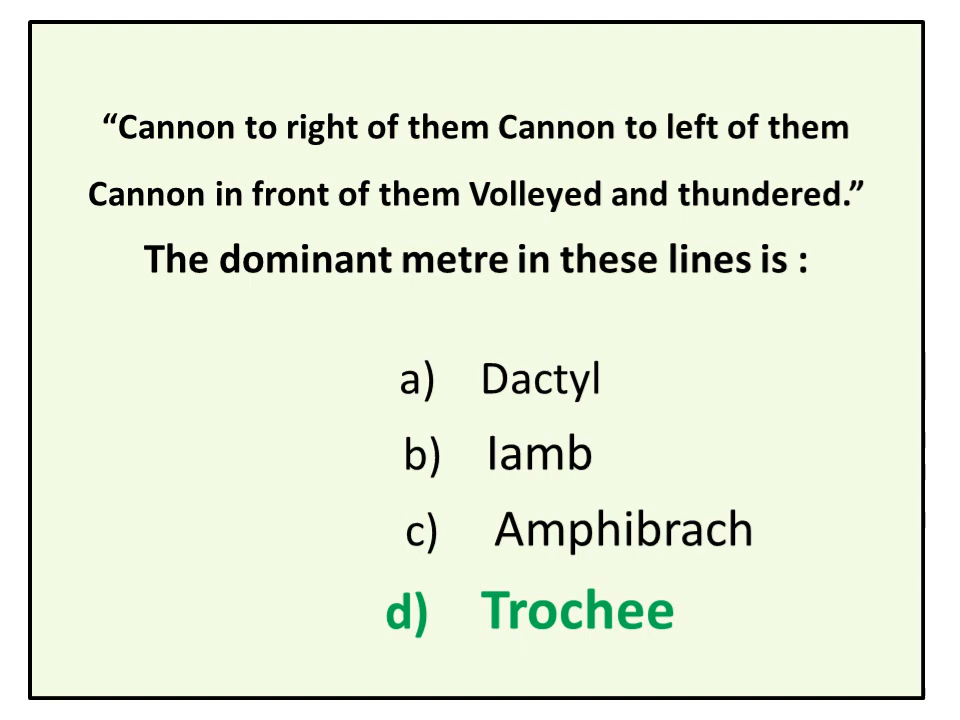 “Cannon to right of them Cannon to left of them
Cannon in front of them Volleyed and thundered.”
The dominant metre in these lines is :
a) Dactyl
b) Iamb
c) Amphibrach
d) Trochee